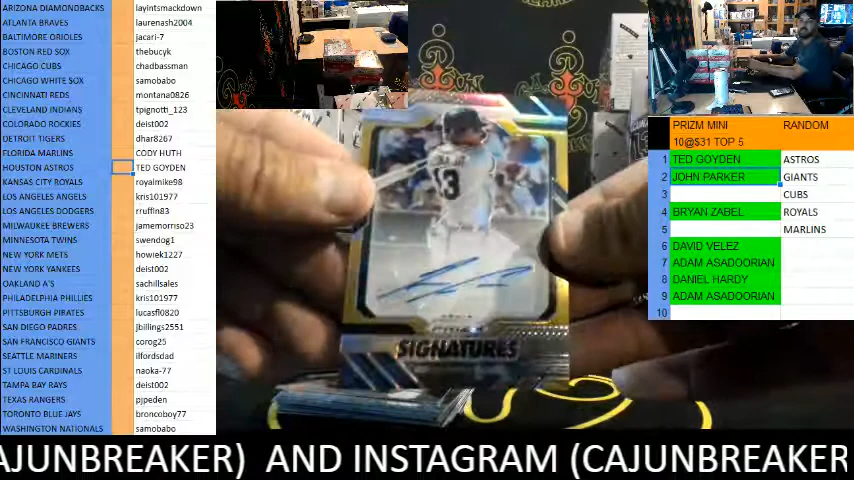 ARIZONA DIAMONDBACKS layintsmackdown
ATLANTA BRAVES laurenash2004
BALTIMORE ORIOLES jacari-7
BOSTON RED SOX thebucyk
CHICAGO CUBS chadbassman
CHICAGO WHITE SOX samobabo
CINCINNATI REDS montana0826
CLEVELAND INDIANS tpignotti_123
COLORADO ROCKIES deist002
DETROIT TIGERS dhar8267
FLORIDA MARLINS CODY HUTH
HOUSTON ASTROS TED GOYDEN
KANSAS CITY ROYALS royalmike98
LOS ANGELES ANGELS kris101977
LOS ANGELES DODGERS rruffin83
MILWAUKEE BREWERS jamemorriso23
MINNESOTA TWINS swendog1
NEW YORK METS howiek1227
NEW YORK YANKEES deist002
OAKLAND A'S sachillsales
PHILADELPHIA PHILLIES kris101977
PITTSBURGH PIRATES lucasfl0820
SAN DIEGO PADRES jbillings2551
SAN FRANCISCO GIANTS corog25
SEATTLE MARINERS ilfordsdad
ST LOUIS CARDINALS naoka-77
TAMPA BAY RAYS deist002
TEXAS RANGERS pjpeden
TORONTO BLUE JAYS broncoboy77
WASHINGTON NATIONALS samobabo
13
SIGNATURES
PRIZM MINI RANDOM
10@$31 TOP 5
1 TED GOYDEN ASTROS
2 JOHN PARKER GIANTS
3 CUBS
4 BRYAN ZABEL ROYALS
5 MARLINS
6 DAVID VELEZ
7 ADAM ASADOORIAN
8 DANIEL HARDY
9 ADAM ASADOORIAN
10
AJUNBREAKER) AND INSTAGRAM (CAJUNBREAKER